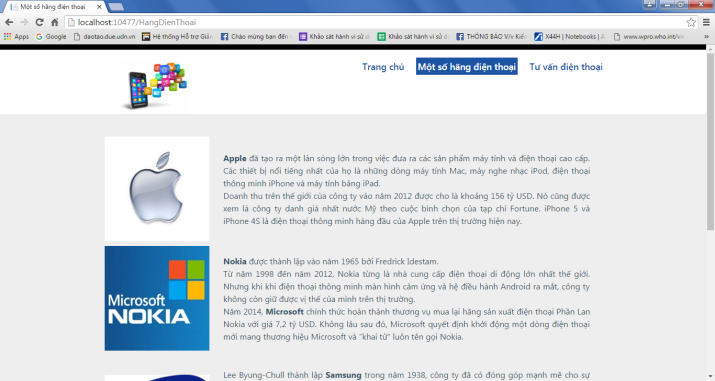 Một số hãng điện thoại
localhost:10477/HangDienThoai
Apps Google daotao.due.udn.vn Hệ thống Hỗ trợ Giản Chào mừng bạn đến Khảo sát hành vi sử d Khảo sát hành vi sử d THÔNG BÁO V/v Kiến X44H | Notebooks | A www.wpro.who.int/
Trang chủ Một số hãng điện thoại Tư vấn điện thoại
Apple đã tạo ra một làn sóng lớn trong việc đưa ra các sản phẩm máy tính và điện thoại cao cấp.
Các thiết bị nổi tiếng nhất của họ là những dòng máy tính Mac, máy nghe nhạc iPod, điện thoại
thông minh iPhone và máy tính bảng iPad.
Doanh thu trên thế giới của công ty vào năm 2012 được cho là khoảng 156 tỷ USD. Nó cũng được
xem là công ty danh giá nhất nước Mỹ theo cuộc bình chọn của tạp chí Fortune. iPhone 5 và
iPhone 4S là điện thoại thông minh hàng đầu của Apple trên thị trường hiện nay.
Microsoft
NOKIA
Nokia được thành lập vào năm 1965 bởi Fredrick Idestam.
Từ năm 1998 đến năm 2012, Nokia từng là nhà cung cấp điện thoại di động lớn nhất thế giới.
Nhưng khi khi điện thoại thông minh màn hình cảm ứng và hệ điều hành Android ra mắt, công ty
không còn giữ được vị thế của mình trên thị trường.
Năm 2014, Microsoft chính thức hoàn thành thương vụ mua lại hãng sản xuất điện thoại Phần Lan
Nokia với giá 7,2 tỷ USD. Không lâu sau đó, Microsoft quyết định khởi động một dòng điện thoại
mới mang thương hiệu Microsoft và "khai tử" luôn tên gọi Nokia.
Lee Byung-Chull thành lập Samsung trong năm 1938, công ty đã có đóng góp mạnh mẽ cho sự